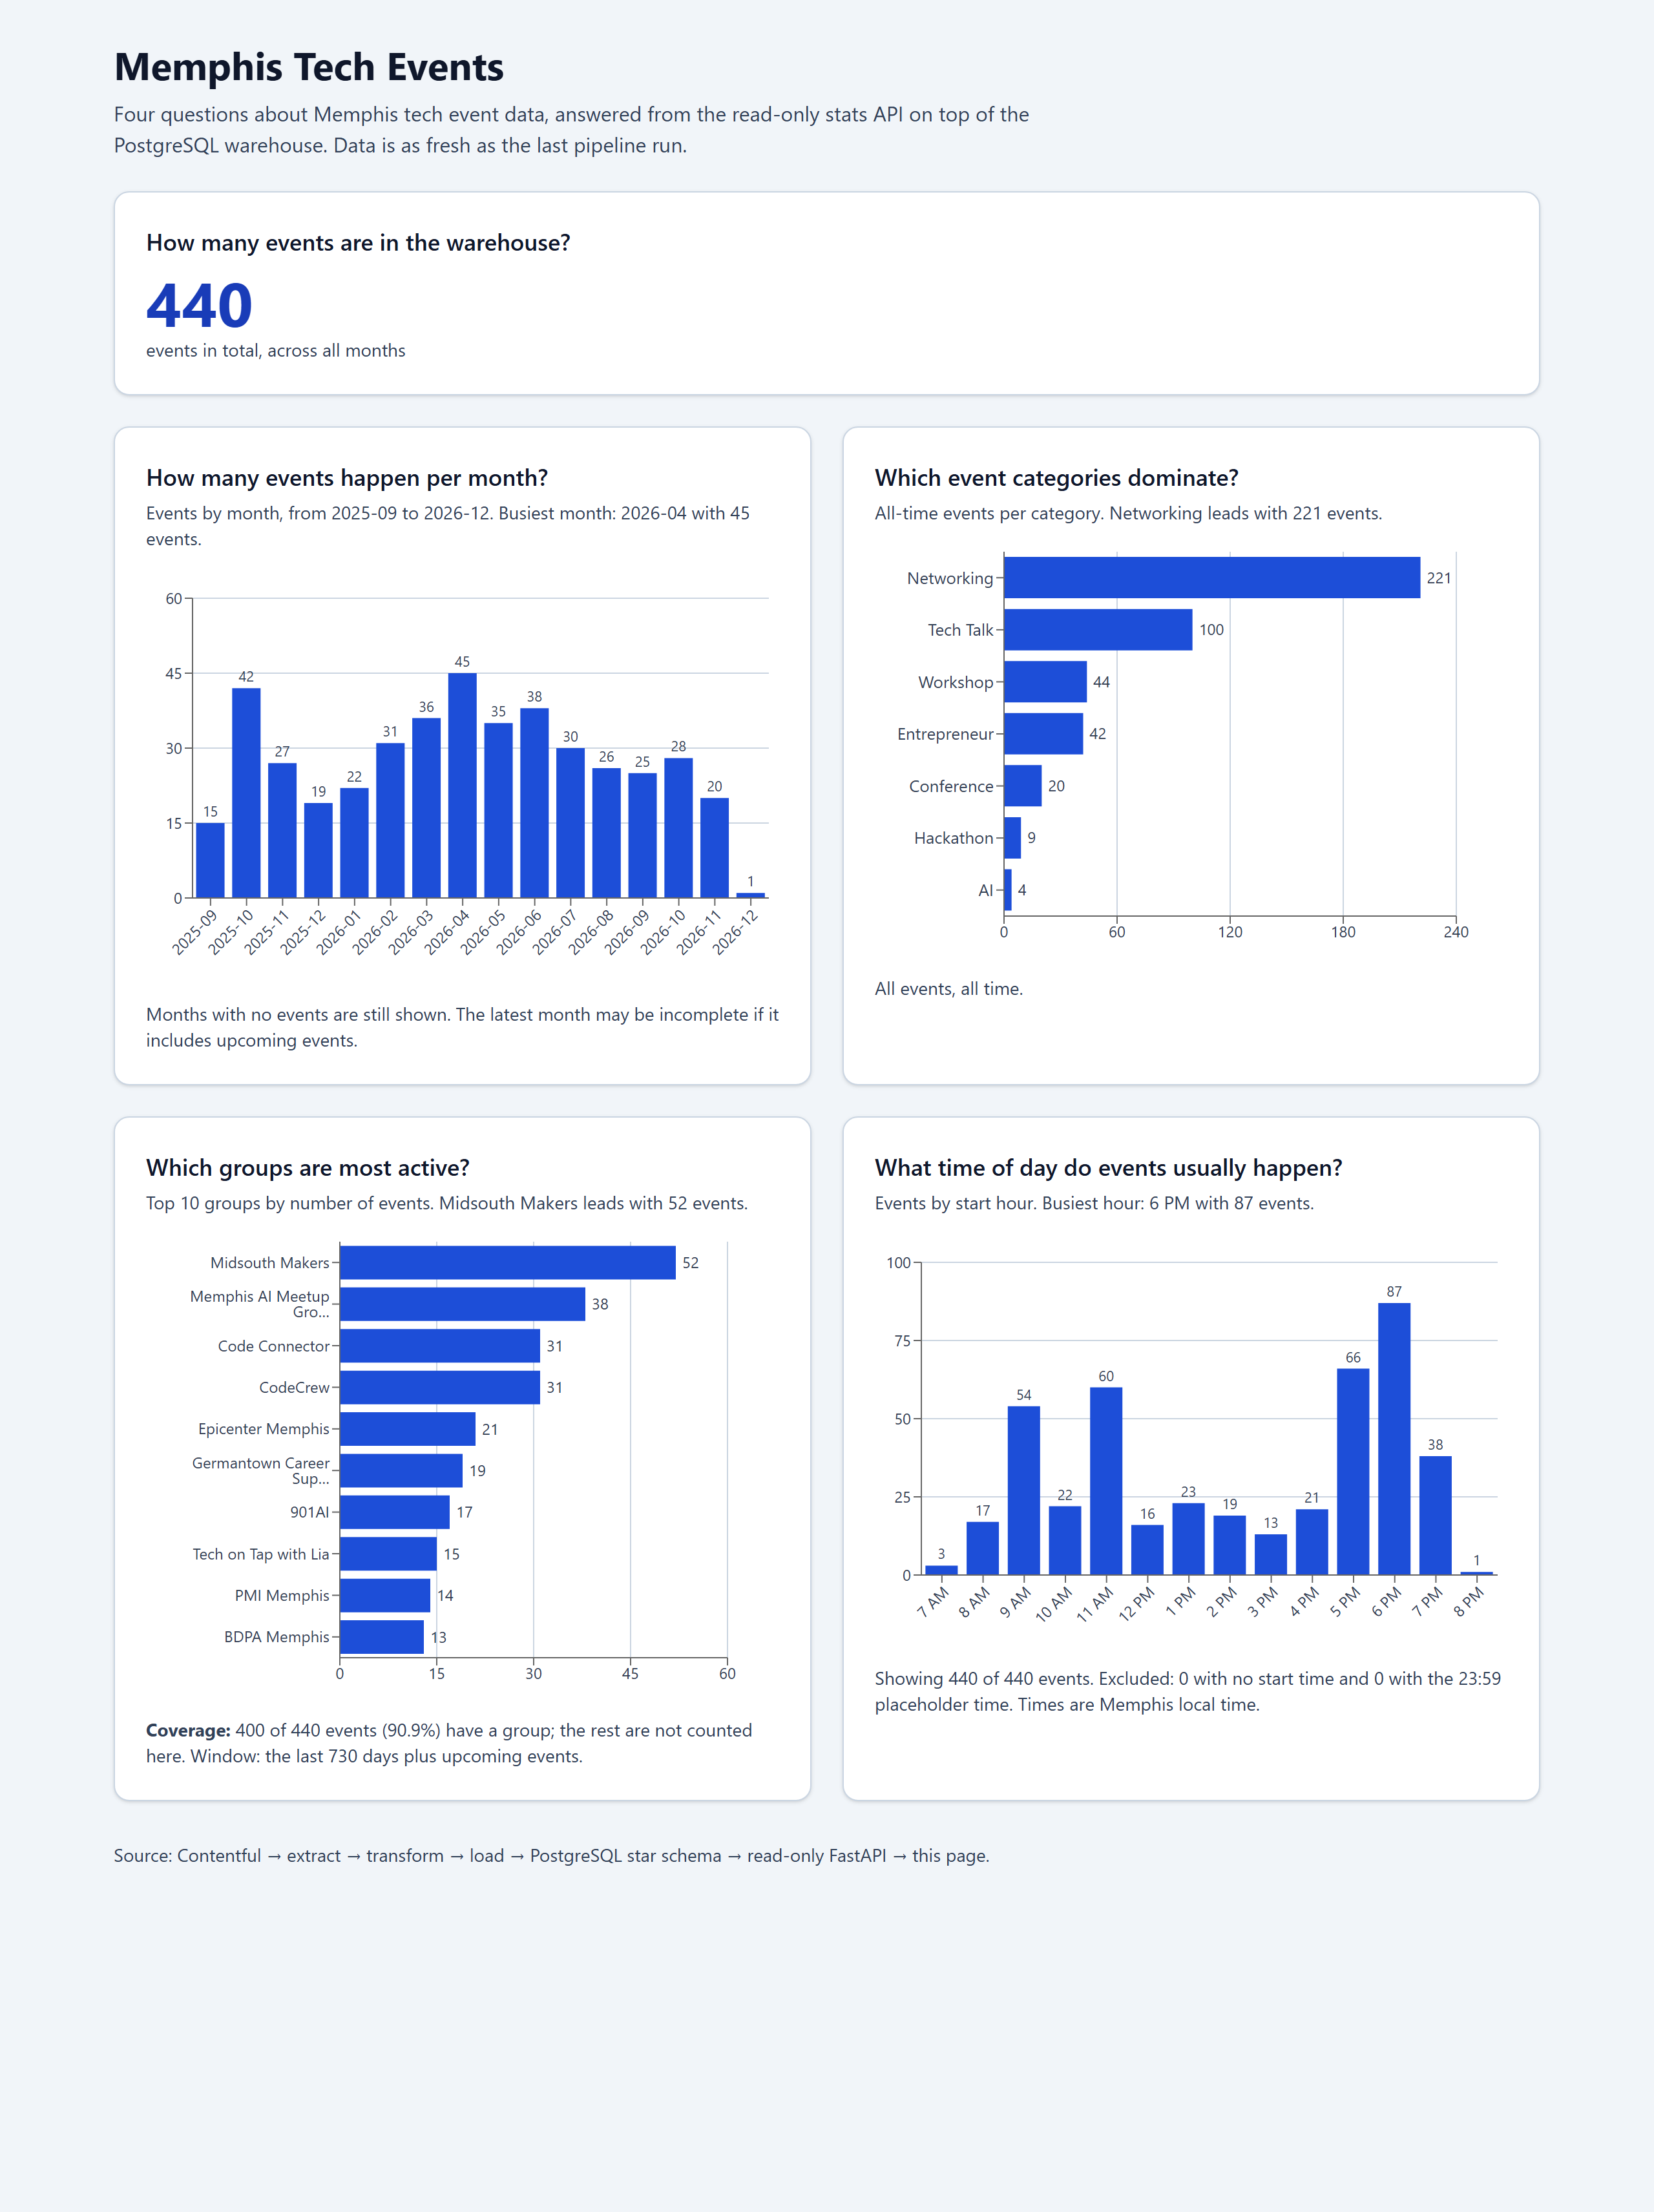 Memphis Tech Events
Four questions about Memphis tech event data, answered from the read-only stats API on top of the
PostgreSQL warehouse. Data is as fresh as the last pipeline run.
How many events are in the warehouse?
440
events in total, across all months
How many events happen per month?
Events by month, from 2025-09 to 2026-12. Busiest month: 2026-04 with 45
events.
60
45
30
15
0
15
42
27
19
22
31
36
45
35
38
30
26
25
28
20
1
2025-09
2025-10
2025-11
2025-12
2026-01
2026-02
2026-03
2026-04
2026-05
2026-06
2026-07
2026-08
2026-09
2026-10
2026-11
2026-12
Months with no events are still shown. The latest month may be incomplete if it
includes upcoming events.
Which event categories dominate?
All-time events per category. Networking leads with 221 events.
Networking 221
Tech Talk 100
Workshop 44
Entrepreneur 42
Conference 20
Hackathon 9
AI 4
0 60 120 180 240
All events, all time.
Which groups are most active?
Top 10 groups by number of events. Midsouth Makers leads with 52 events.
Midsouth Makers 52
Memphis AI Meetup
Gro... 38
Code Connector 31
CodeCrew 31
Epicenter Memphis 21
Germantown Career
Sup... 19
901AI 17
Tech on Tap with Lia 15
PMI Memphis 14
BDPA Memphis 13
0 15 30 45 60
Coverage: 400 of 440 events (90.9%) have a group; the rest are not counted
here. Window: the last 730 days plus upcoming events.
What time of day do events usually happen?
Events by start hour. Busiest hour: 6 PM with 87 events.
100
75
50
25
0
3
17
54
22
60
16
23
19
13
21
66
87
38
1
7 AM
8 AM
9 AM
10 AM
11 AM
12 PM
1 PM
2 PM
3 PM
4 PM
5 PM
6 PM
7 PM
8 PM
Showing 440 of 440 events. Excluded: 0 with no start time and 0 with the 23:59
placeholder time. Times are Memphis local time.
Source: Contentful → extract → transform → load → PostgreSQL star schema → read-only FastAPI → this page.